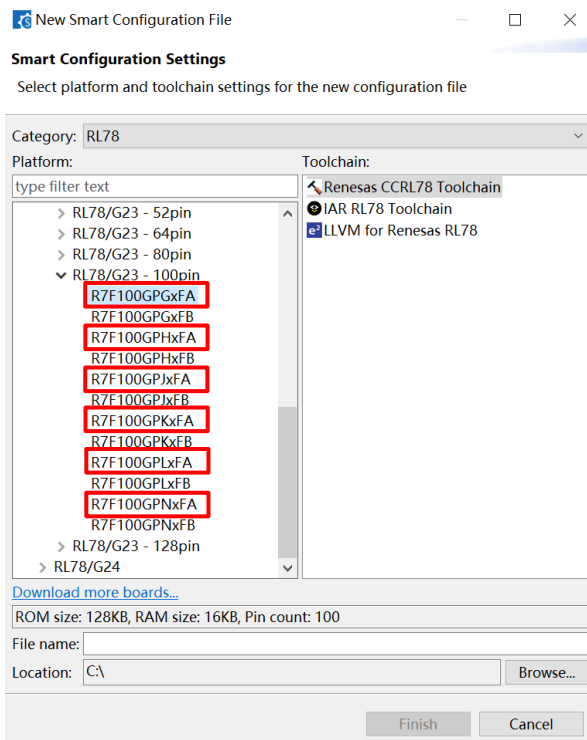 New Smart Configuration File
Smart Configuration Settings
Select platform and toolchain settings for the new configuration file
Category: RL78
Platform:
type filter text
RL78/G23 - 52pin
RL78/G23 - 64pin
RL78/G23 - 80pin
RL78/G23 - 100pin
R7F100GPGxFA
R7F100GPGxFB
R7F100GPHxFA
R7F100GPHxFB
R7F100GPJxFA
R7F100GPJxFB
R7F100GPKxFA
R7F100GPKxFB
R7F100GPLxFA
R7F100GPLxFB
R7F100GPNxFA
R7F100GPNxFB
RL78/G23 - 128pin
RL78/G24
Toolchain:
Renesas CCRL78 Toolchain
IAR RL78 Toolchain
e² LLVM for Renesas RL78
Download more boards...
ROM size: 128KB, RAM size: 16KB, Pin count: 100
File name:
Location: C:\
Browse...
Finish
Cancel